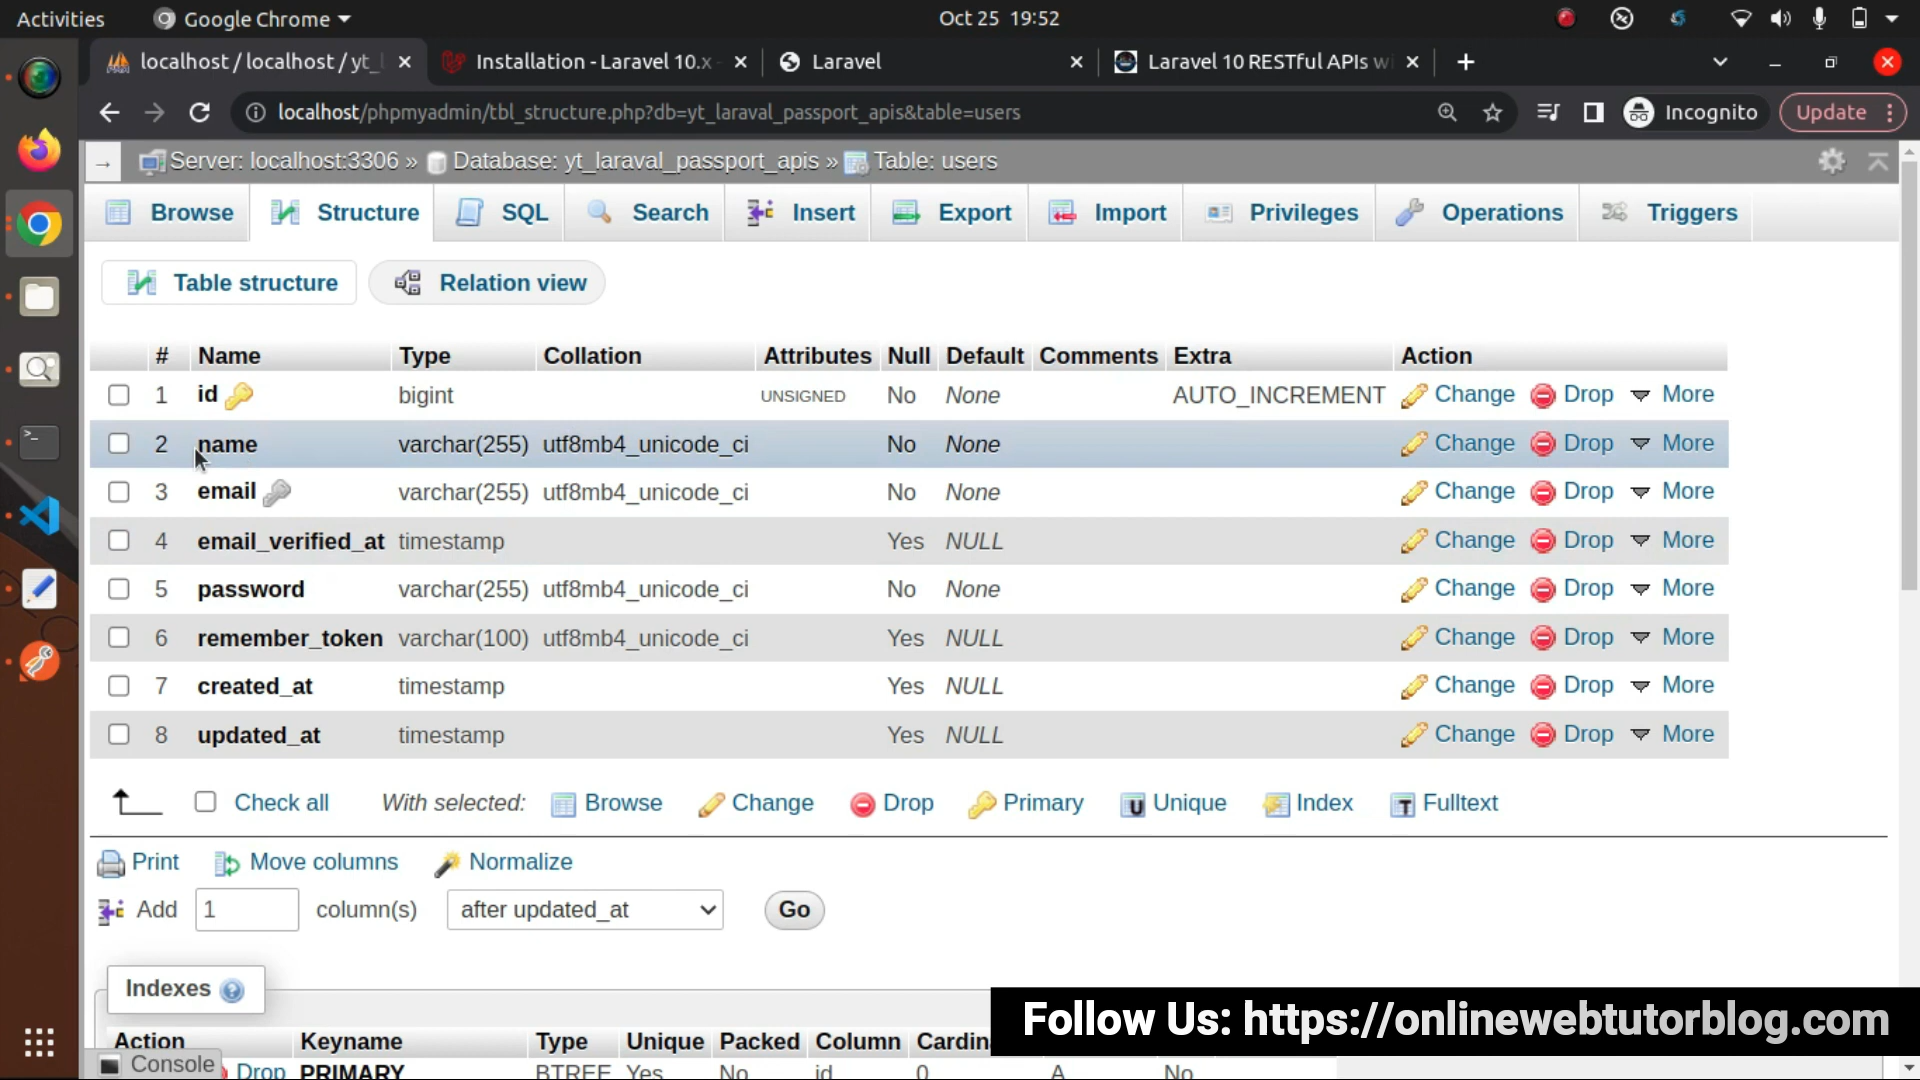 Activities Google Chrome Oct 25 19:52
localhost / localhost / yt_l Installation - Laravel 10.x - Laravel Laravel 10 RESTful APIs wi
localhost/phpmyadmin/tbl_structure.php?db=yt_laraval_passport_apis&table=users Incognito Update
Server: localhost:3306 » Database: yt_laraval_passport_apis » Table: users
Browse Structure SQL Search Insert Export Import Privileges Operations Triggers
Table structure Relation view
# Name Type Collation Attributes Null Default Comments Extra Action
1 id bigint UNSIGNED No None AUTO_INCREMENT Change Drop More
2 name varchar(255) utf8mb4_unicode_ci No None Change Drop More
3 email varchar(255) utf8mb4_unicode_ci No None Change Drop More
4 email_verified_at timestamp Yes NULL Change Drop More
5 password varchar(255) utf8mb4_unicode_ci No None Change Drop More
6 remember_token varchar(100) utf8mb4_unicode_ci Yes NULL Change Drop More
7 created_at timestamp Yes NULL Change Drop More
8 updated_at timestamp Yes NULL Change Drop More
Check all With selected: Browse Change Drop Primary Unique Index Fulltext
Print Move columns Normalize
Add 1 column(s) after updated_at Go
Indexes
Follow Us: https://onlinewebtutorblog.com
Action Keyname Type Unique Packed Column Cardin
Console Drop PRIMARY BTREE Yes No id 0 A No